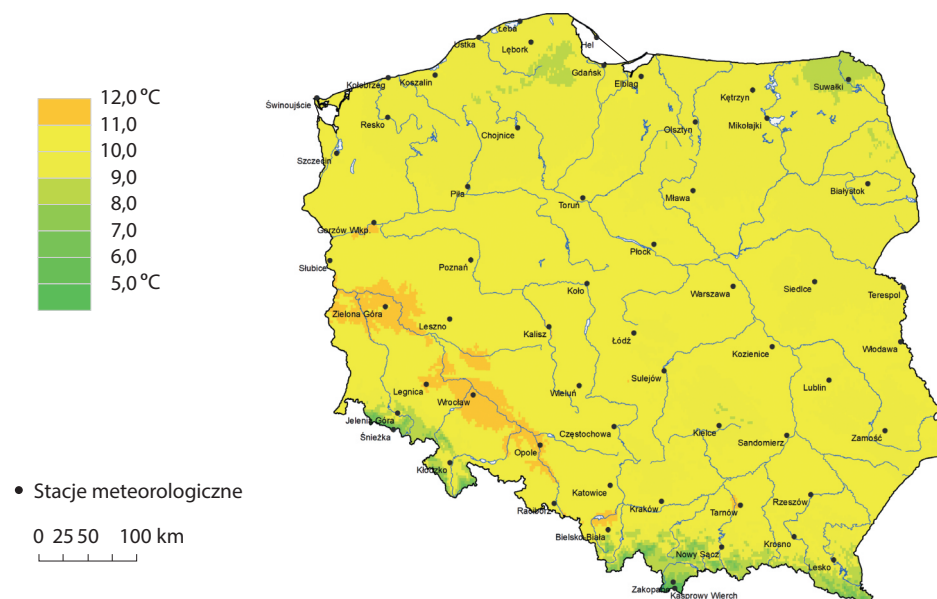 12,0 °C
11,0
10,0
9,0
8,0
7,0
6,0
5,0 °C
Stacje meteorologiczne
0 25 50 100 km
Łeba
Ustka
Lębork
Hel
Gdańsk
Elbląg
Kołobrzeg
Koszalin
Suwałki
Świnoujście
Kętrzyn
Resko
Chojnice
Olsztyn
Mikołajki
Szczecin
Piła
Toruń
Mława
Białystok
Gorzów Wlkp.
Płock
Słubice
Poznań
Koło
Warszawa
Siedlce
Terespol
Zielona Góra
Leszno
Kalisz
Łódź
Kozienice
Włodawa
Sulejów
Legnica
Wrocław
Wieluń
Lublin
Jelenia Góra
Śnieżka
Częstochowa
Kielce
Sandomierz
Zamość
Opole
Kłodzko
Katowice
Racibórz
Kraków
Tarnów
Rzeszów
Bielsko Biała
Nowy Sącz
Krosno
Lesko
Zakopane
Kasprowy Wierch